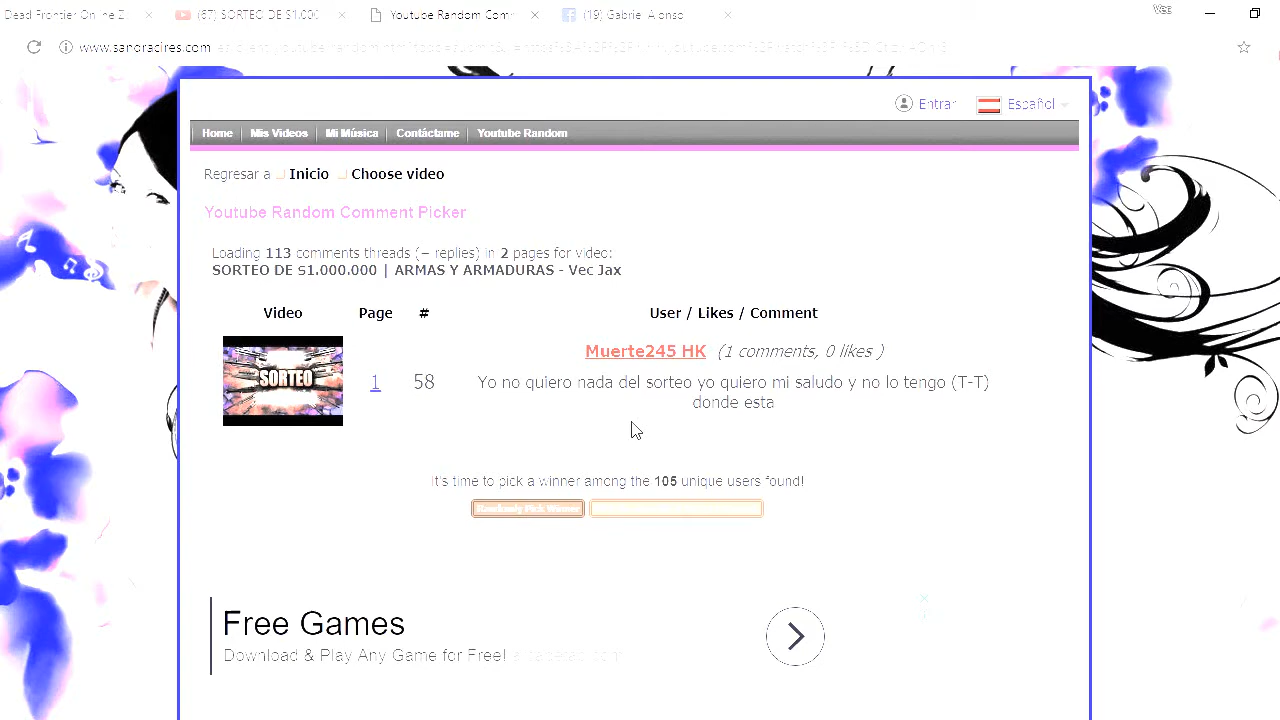 Dead Frontier Online Z
(67) SORTEO DE $1.000
Youtube Random Com
(19) Gabriel Alonso
Vec
www.sandracires.com
Entrar
Español
Home
Mis Videos
Mi Música
Contáctame
Youtube Random
Regresar a Inicio Choose video
Youtube Random Comment Picker
Loading 113 comments threads (– replies) in 2 pages for video:
SORTEO DE $1.000.000 | ARMAS Y ARMADURAS - Vec Jax
Video Page # User / Likes / Comment
SORTEO
1
58
Muerte245 HK (1 comments, 0 likes )
Yo no quiero nada del sorteo yo quiero mi saludo y no lo tengo (T-T)
donde esta
It's time to pick a winner among the 105 unique users found!
Randomly Pick Winner
Free Games
Download & Play Any Game for Free!